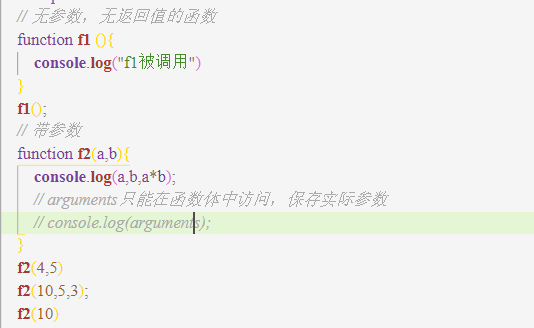 // 无参数，无返回值的函数
function f1 (){
console.log("f1被调用")
}
f1();
// 带参数
function f2(a,b){
console.log(a,b,a*b);
// arguments只能在函数体中访问，保存实际参数
// console.log(arguments);
}
f2(4,5)
f2(10,5,3);
f2(10)